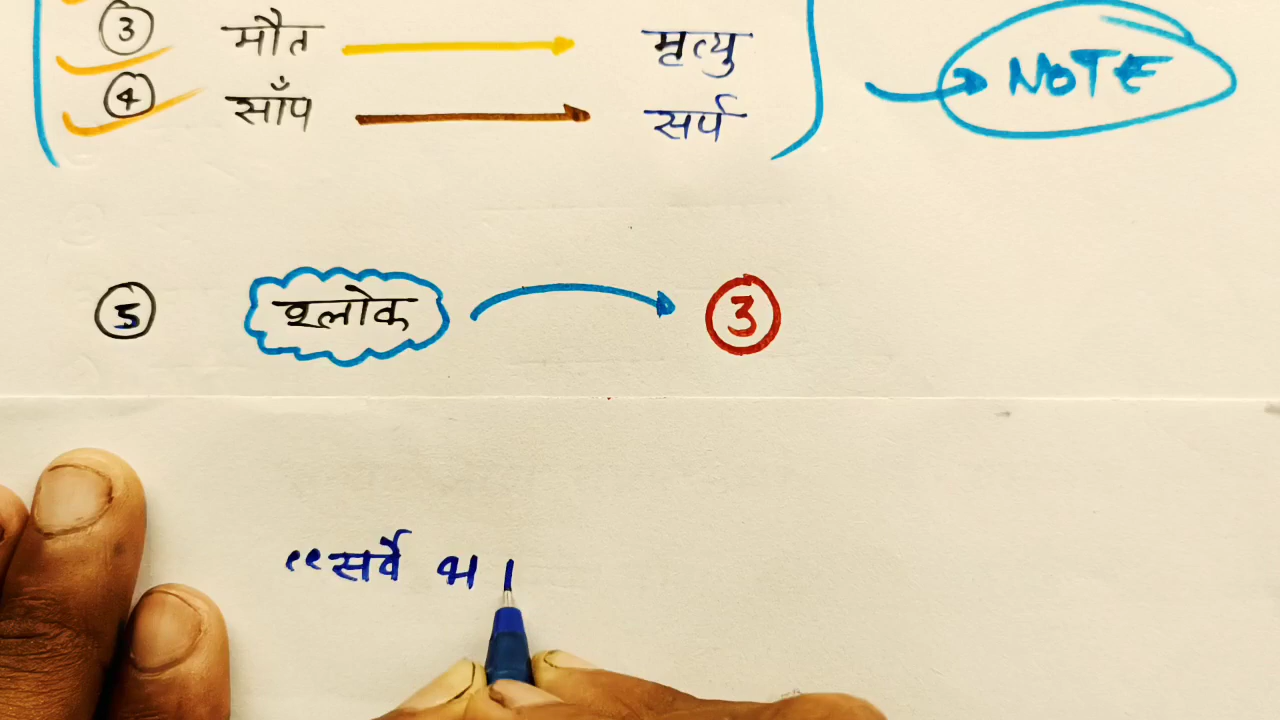 3 मौत मृत्यु
4 साँप सर्प
NOTE
5 श्लोक 3
“सर्वे भ